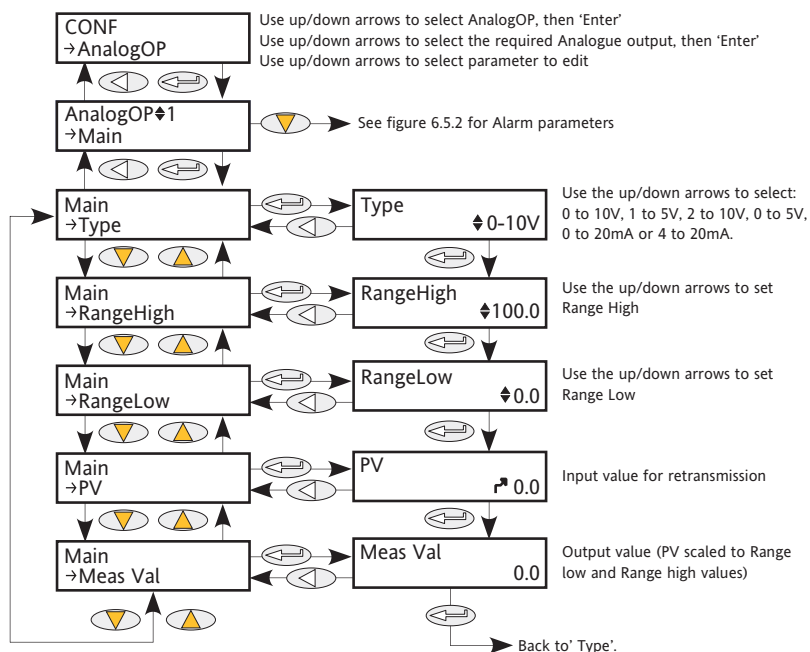 CONF
→AnalogOP
Use up/down arrows to select AnalogOP, then ‘Enter’
Use up/down arrows to select the required Analogue output, then ‘Enter’
Use up/down arrows to select parameter to edit
AnalogOP♦1
→Main
See figure 6.5.2 for Alarm parameters
Main
→Type
Type
♦0-10V
Use the up/down arrows to select:
0 to 10V, 1 to 5V, 2 to 10V, 0 to 5V,
0 to 20mA or 4 to 20mA.
Main
→RangeHigh
RangeHigh
♦100.0
Use the up/down arrows to set
Range High
Main
→RangeLow
RangeLow
♦0.0
Use the up/down arrows to set
Range Low
Main
→PV
PV
0.0
Input value for retransmission
Main
→Meas Val
Meas Val
0.0
Output value (PV scaled to Range
low and Range high values)
Back to’ Type’.